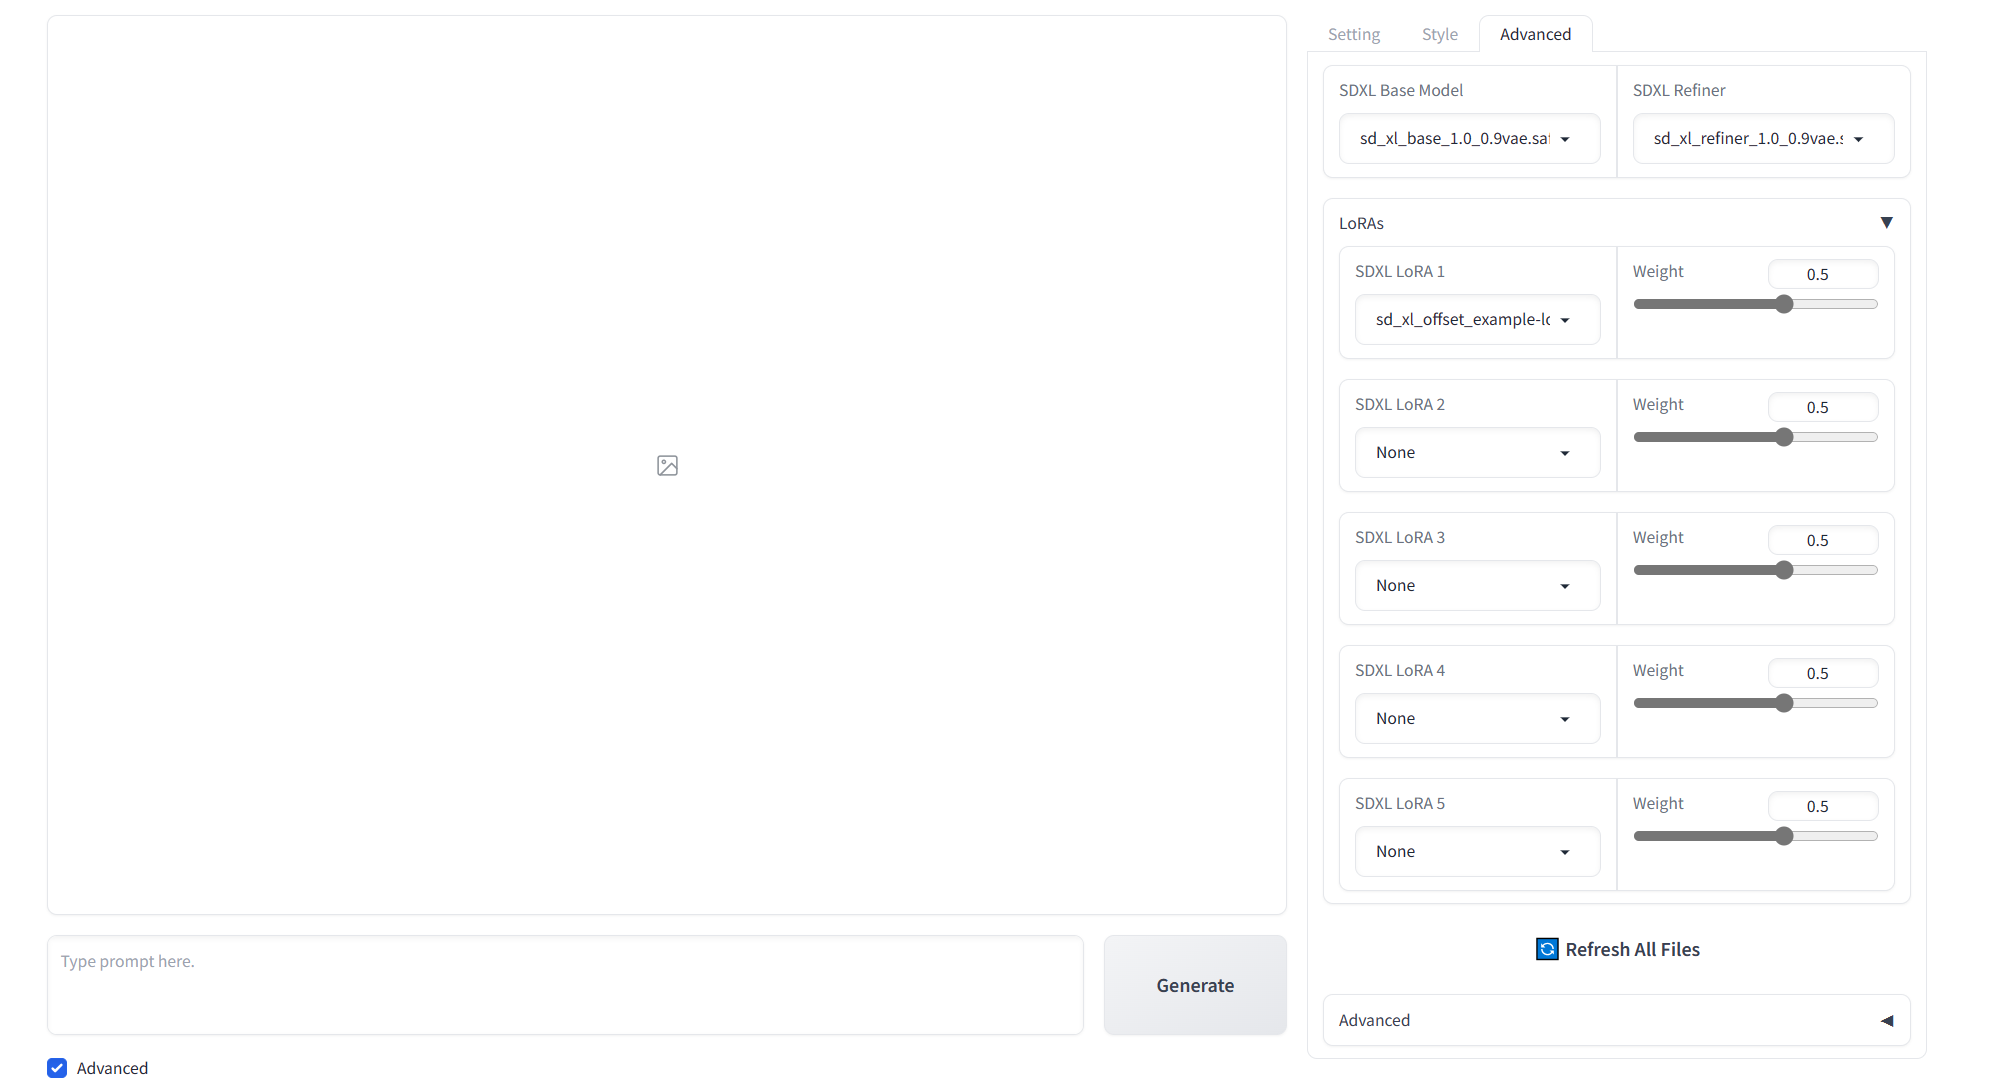 Setting Style Advanced
SDXL Base Model SDXL Refiner
sd_xl_base_1.0_0.9vae.sa sd_xl_refiner_1.0_0.9vae.s
LoRAs
SDXL LoRA 1 Weight 0.5
sd_xl_offset_example-lo
SDXL LoRA 2 Weight 0.5
None
SDXL LoRA 3 Weight 0.5
None
SDXL LoRA 4 Weight 0.5
None
SDXL LoRA 5 Weight 0.5
None
Refresh All Files
Advanced
Type prompt here.
Generate
Advanced